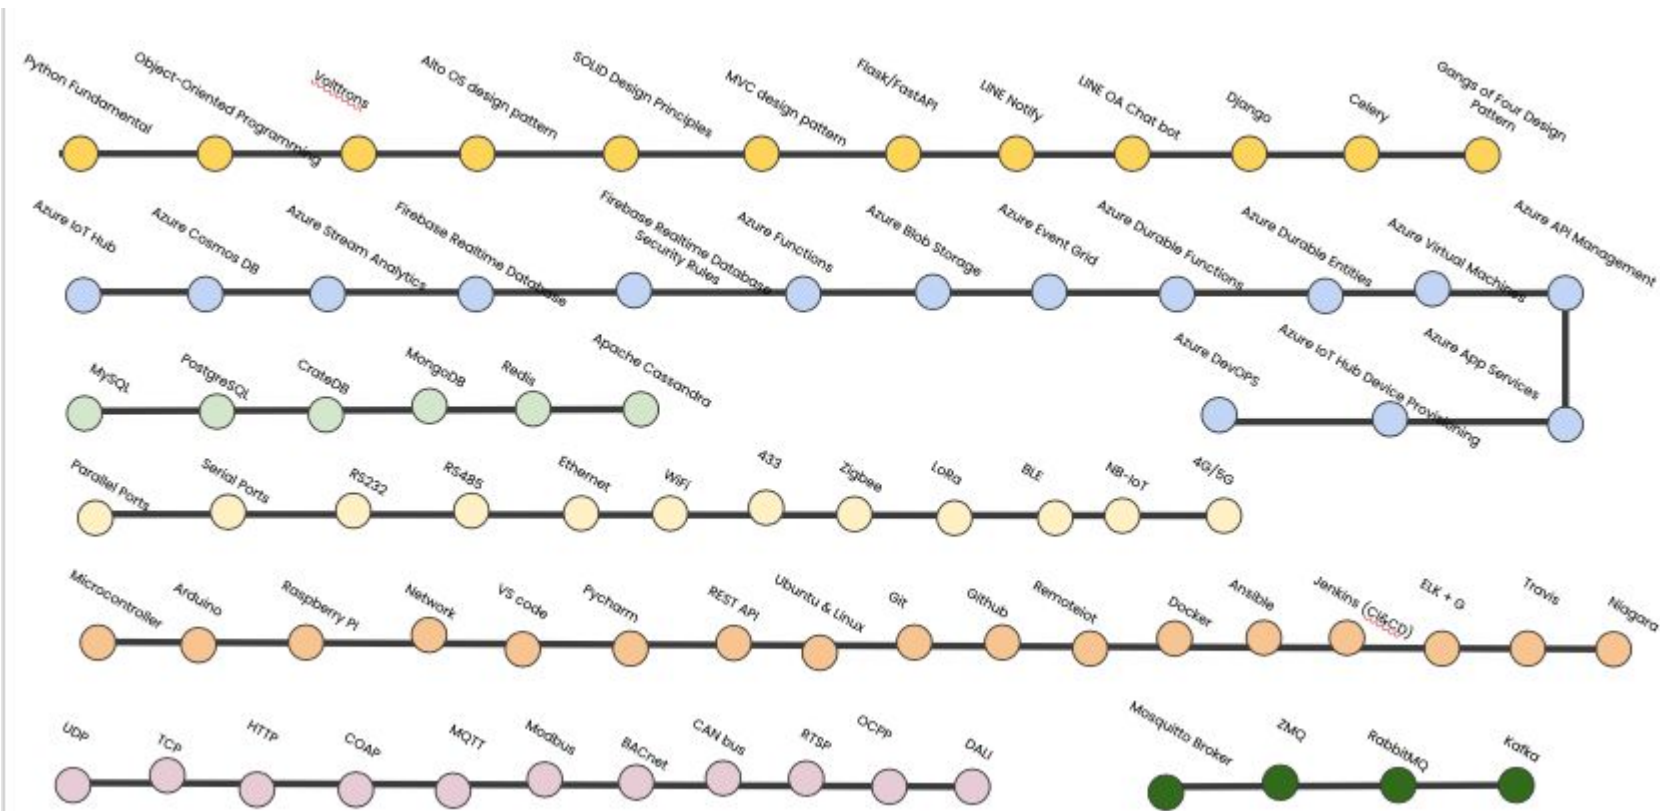 Python Fundamental
Object-Oriented Programming
Volttrons
Alto OS design pattern
SOLID Design Principles
MVC design pattern
Flask/FastAPI
LINE Notify
LINE OA Chat bot
Django
Celery
Gangs of Four Design
Pattern
Azure IoT Hub
Azure Cosmos DB
Azure Stream Analytics
Firebase Realtime Database
Firebase Realtime Database
Security Rules
Azure Functions
Azure Blob Storage
Azure Event Grid
Azure Durable Functions
Azure Durable Entities
Azure Virtual Machines
Azure API Management
Azure DevOPS
Azure IoT Hub Device Provisioning
Azure App Services
MySQL
PostgreSQL
CrateDB
MongoDB
Redis
Apache Cassandra
Parallel Ports
Serial Ports
RS232
RS485
Ethernet
WiFi
433
Zigbee
LoRa
BLE
NB-IoT
4G/5G
Microcontroller
Arduino
Raspberry Pi
Network
VS code
Pycharm
REST API
Ubuntu & Linux
Git
Github
Remoteiot
Docker
Ansible
Jenkins (CI&CD)
ELK + G
Travis
Niagara
UDP
TCP
HTTP
COAP
MQTT
Modbus
BACnet
CAN bus
RTSP
OCPP
DALI
Mosquitto Broker
ZMQ
RabbitMQ
Kafka